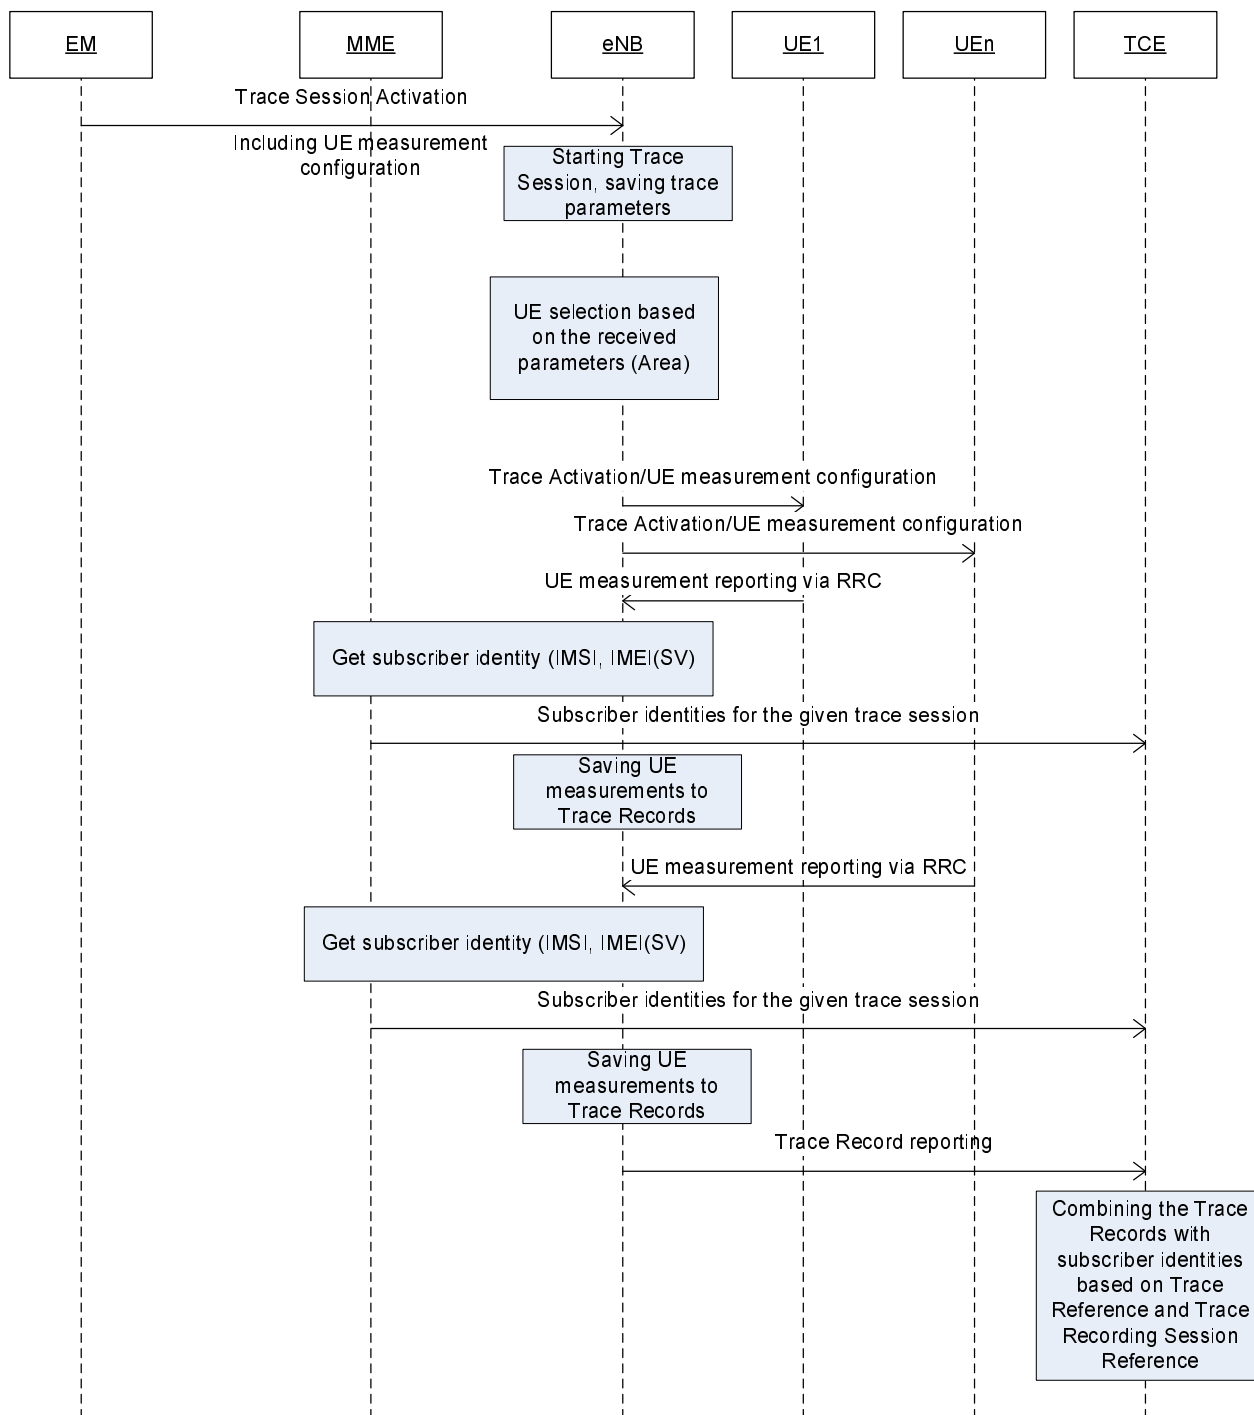 EM
MME
eNB
UE1
UEn
TCE
Trace Session Activation
Including UE measurement
configuration
Starting Trace
Session, saving trace
parameters
UE selection based
on the received
parameters (Area)
Trace Activation/UE measurement configuration
Trace Activation/UE measurement configuration
UE measurement reporting via RRC
Get subscriber identity (IMSI, IMEI(SV)
Subscriber identities for the given trace session
Saving UE
measurements to
Trace Records
UE measurement reporting via RRC
Get subscriber identity (IMSI, IMEI(SV)
Subscriber identities for the given trace session
Saving UE
measurements to
Trace Records
Trace Record reporting
Combining the Trace
Records with
subscriber identities
based on Trace
Reference and Trace
Recording Session
Reference